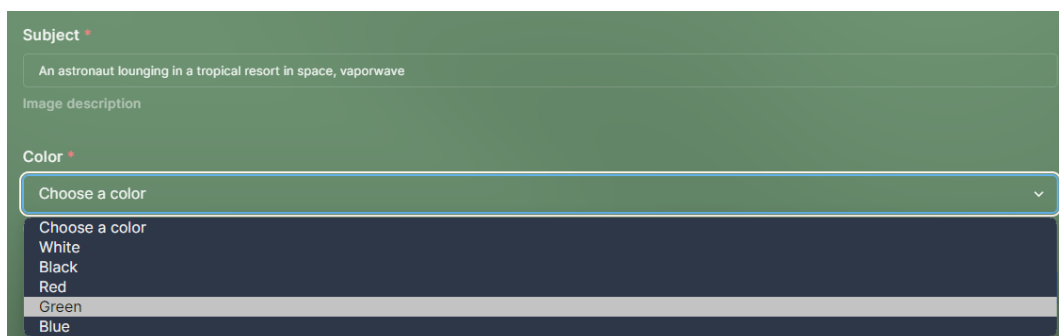 Subject *
An astronaut lounging in a tropical resort in space, vaporwave
Image description
Color *
Choose a color
Choose a color
White
Black
Red
Green
Blue